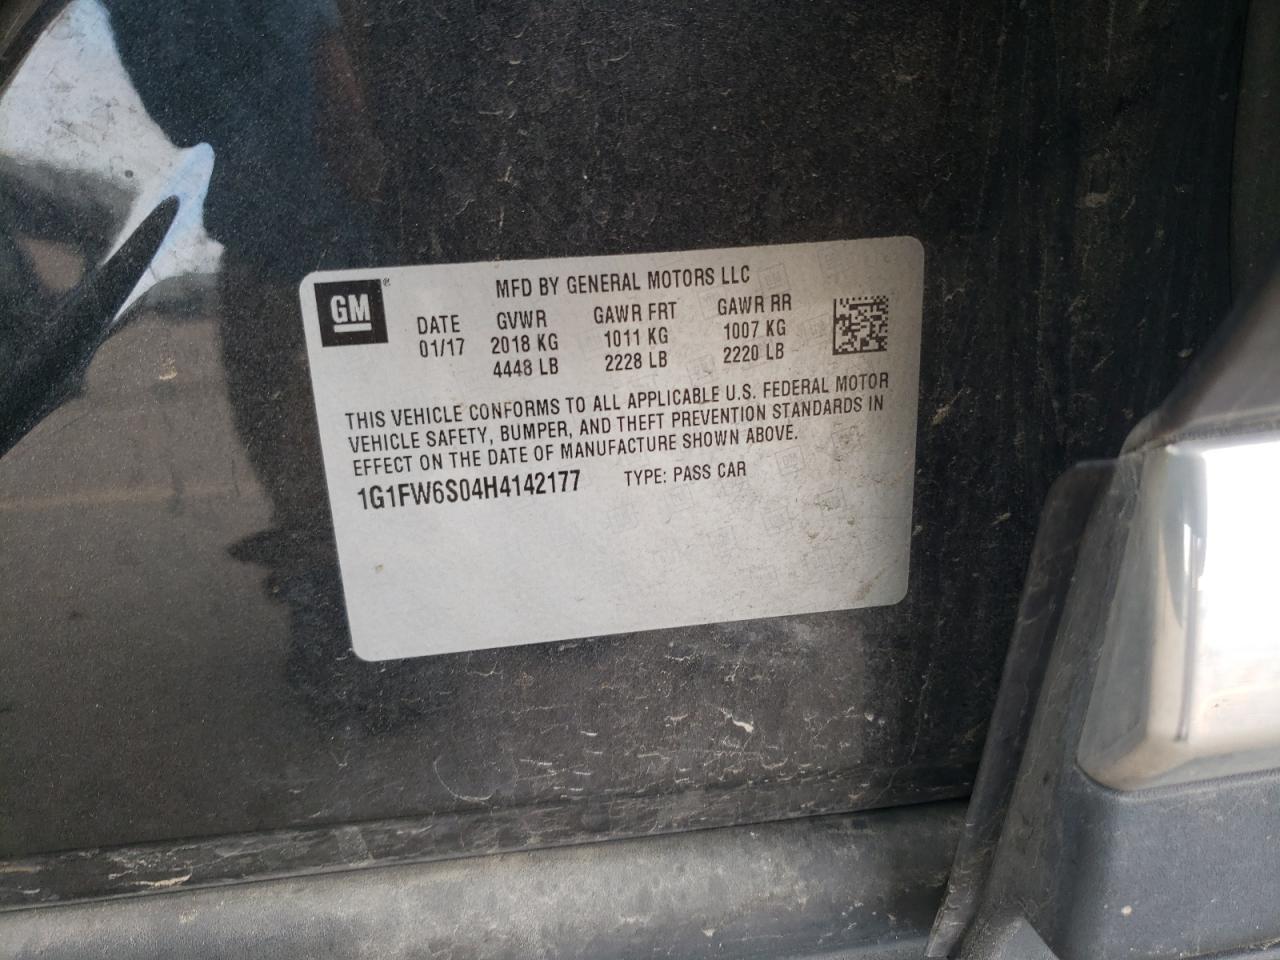 GM ®
MFD BY GENERAL MOTORS LLC
DATE GVWR GAWR FRT GAWR RR
01/17 2018 KG 1011 KG 1007 KG
4448 LB 2228 LB 2220 LB
THIS VEHICLE CONFORMS TO ALL APPLICABLE U.S. FEDERAL MOTOR
VEHICLE SAFETY, BUMPER, AND THEFT PREVENTION STANDARDS IN
EFFECT ON THE DATE OF MANUFACTURE SHOWN ABOVE.
1G1FW6S04H4142177 TYPE: PASS CAR